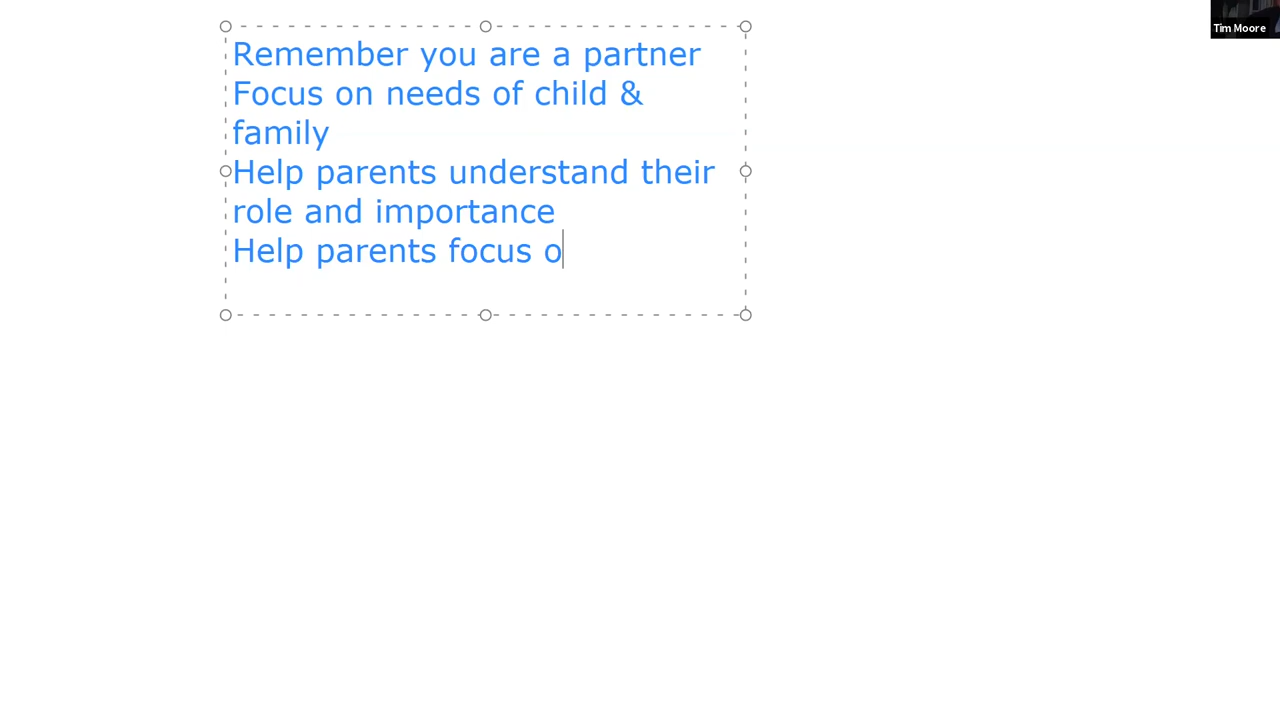 Remember you are a partner
Focus on needs of child &
family
Help parents understand their
role and importance
Help parents focus o
Tim Moore